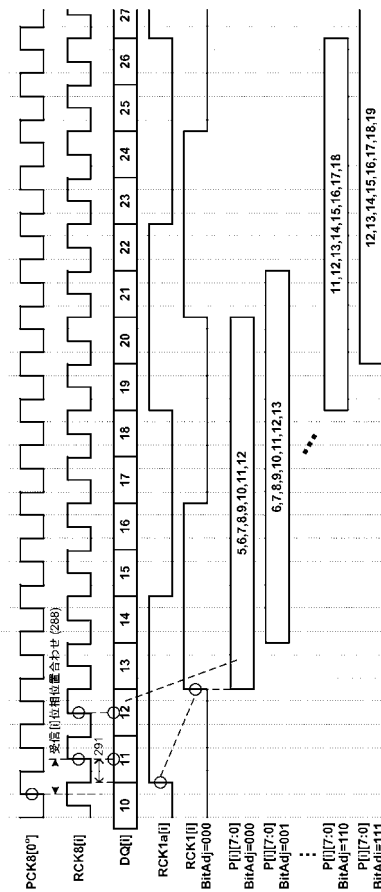 PCK8[0°]
受信[i]位相位置合わせ (288)
RCK8[i]
291
DQ[i]
10 11 12 13 14 15 16 17 18 19 20 21 22 23 24 25 26 27
RCK1a[i]
RCK1[i]
BitAdj=000
P[i][7:0]
BitAdj=000
5,6,7,8,9,10,11,12
P[i][7:0]
BitAdj=001
6,7,8,9,10,11,12,13
P[i][7:0]
BitAdj=110
11,12,13,14,15,16,17,18
P[i][7:0]
BitAdj=111
12,13,14,15,16,17,18,19